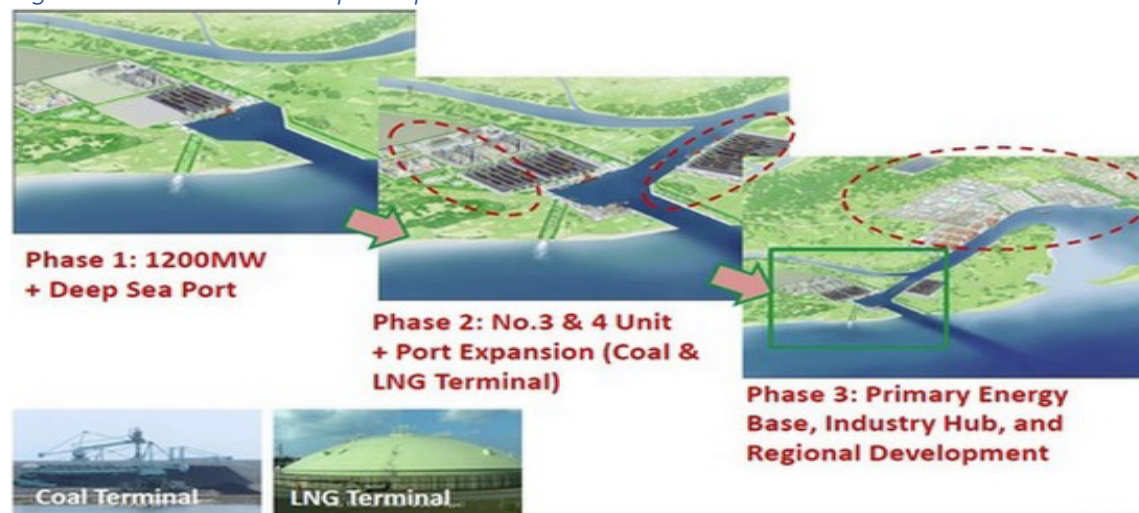 Phase 1: 1200MW
+ Deep Sea Port
Phase 2: No.3 & 4 Unit
+ Port Expansion (Coal &
LNG Terminal)
Phase 3: Primary Energy
Base, Industry Hub, and
Regional Development
Coal Terminal
LNG Terminal